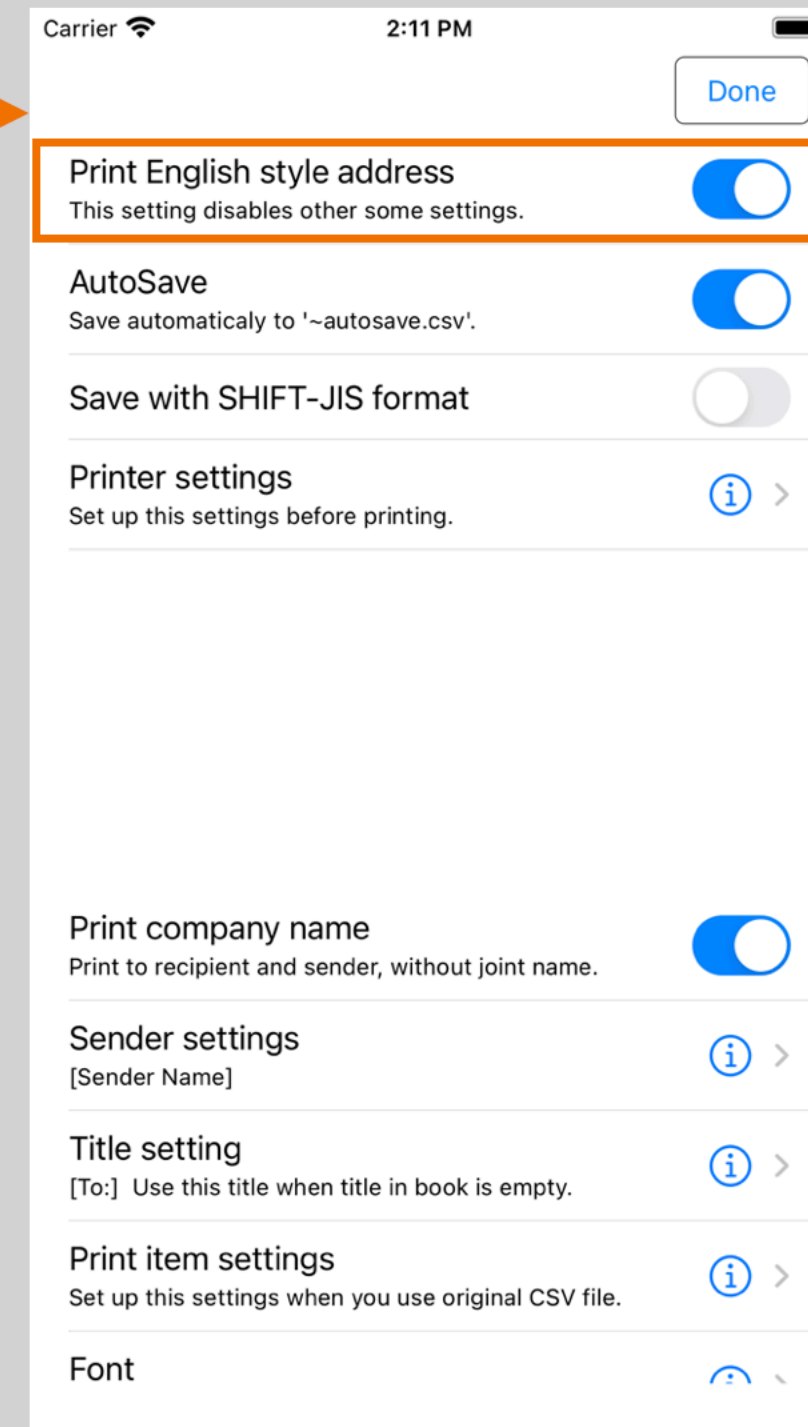 Carrier 2:11 PM
Done
Print English style address
This setting disables other some settings.
AutoSave
Save automaticaly to '~autosave.csv'.
Save with SHIFT-JIS format
Printer settings
Set up this settings before printing.
Print company name
Print to recipient and sender, without joint name.
Sender settings
[Sender Name]
Title setting
[To:] Use this title when title in book is empty.
Print item settings
Set up this settings when you use original CSV file.
Font